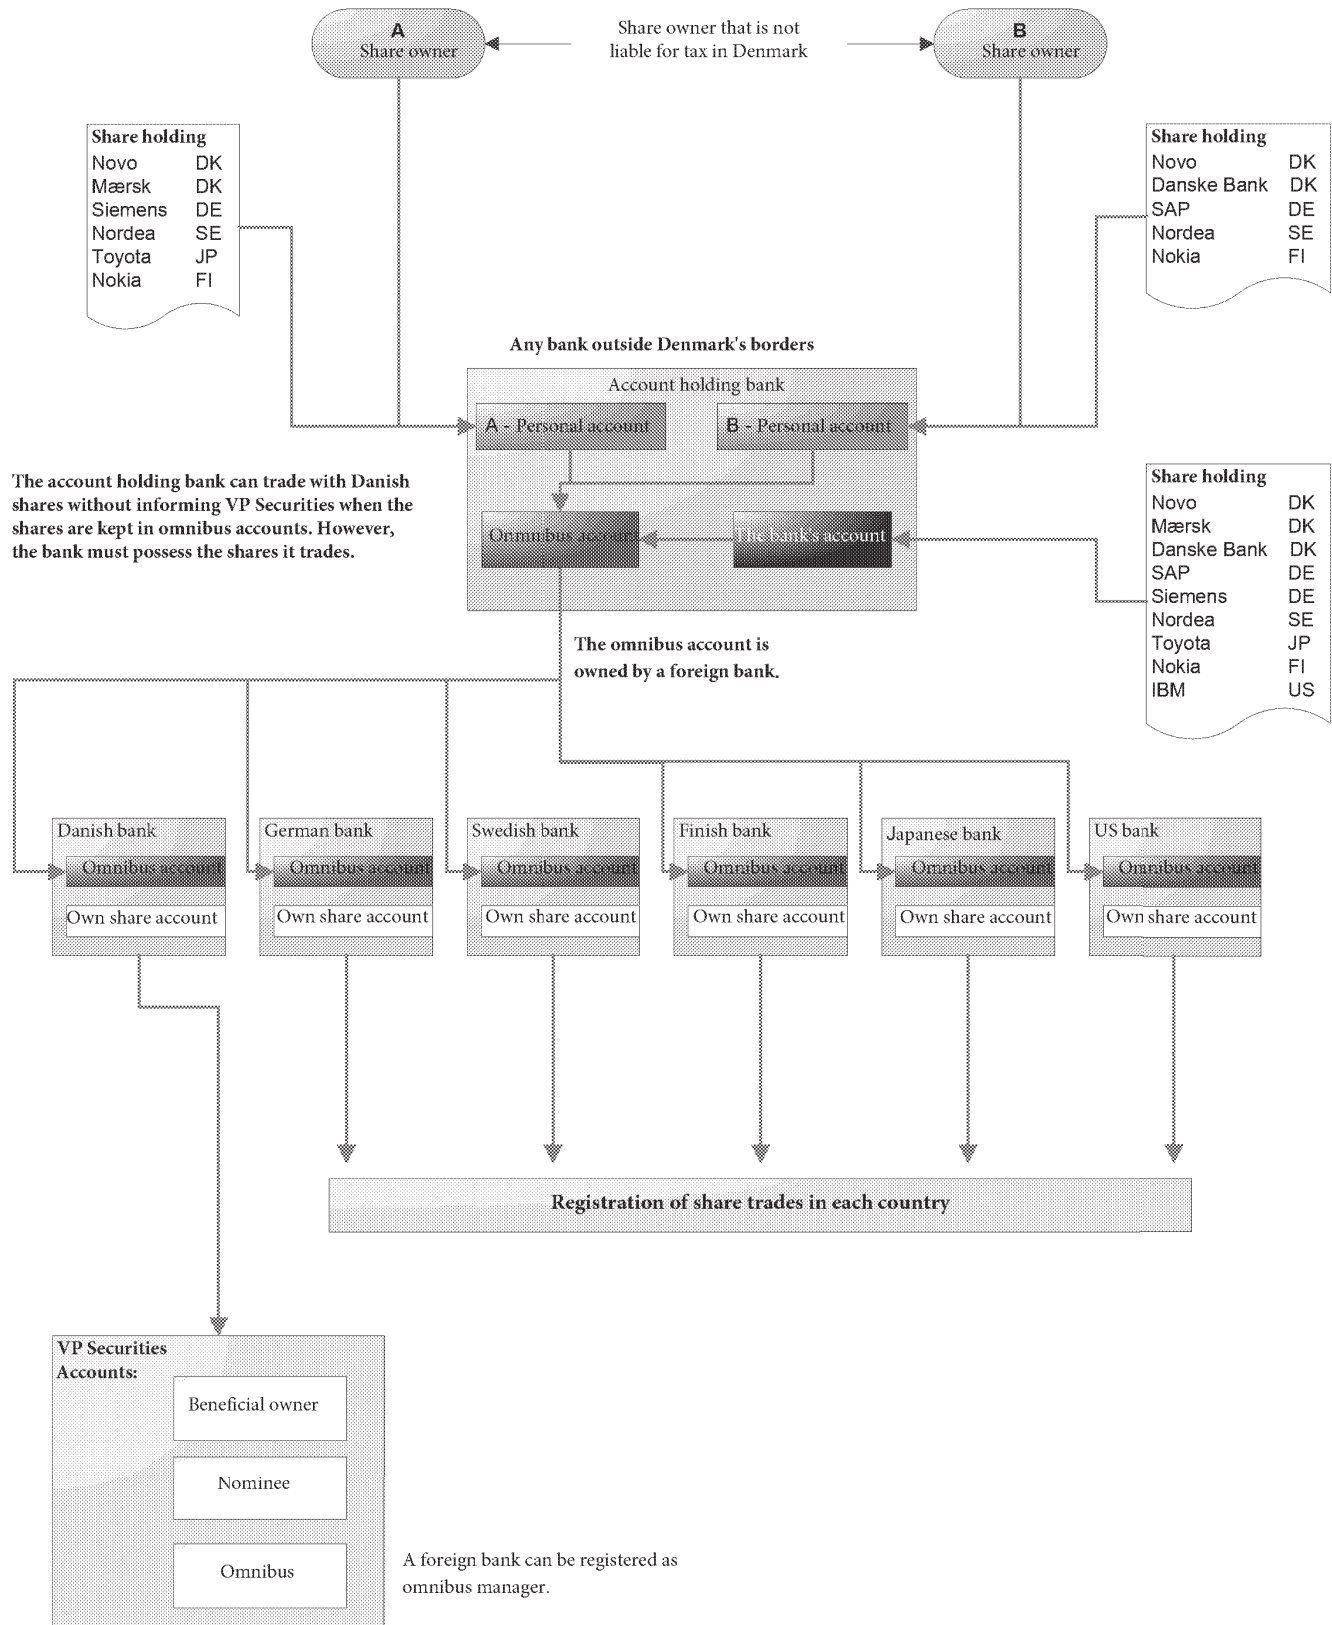 A
Share owner
Share owner that is not
liable for tax in Denmark
B
Share owner
Share holding
Novo DK
Mærsk DK
Siemens DE
Nordea SE
Toyota JP
Nokia FI
Share holding
Novo DK
Danske Bank DK
SAP DE
Nordea SE
Nokia FI
Any bank outside Denmark's borders
Account holding bank
A - Personal account
B - Personal account
The account holding bank can trade with Danish
shares without informing VP Securities when the
shares are kept in omnibus accounts. However,
the bank must possess the shares it trades.
Onmnibus account
The bank's account
Share holding
Novo DK
Mærsk DK
Danske Bank DK
SAP DE
Siemens DE
Nordea SE
Toyota JP
Nokia FI
IBM US
The omnibus account is
owned by a foreign bank.
Danish bank
Omnibus account
Own share account
German bank
Omnibus account
Own share account
Swedish bank
Omnibus account
Own share account
Finish bank
Omnibus account
Own share account
Japanese bank
Omnibus account
Own share account
US bank
Omnibus account
Own share account
Registration of share trades in each country
VP Securities
Accounts:
Beneficial owner
Nominee
Omnibus
A foreign bank can be registered as
omnibus manager.